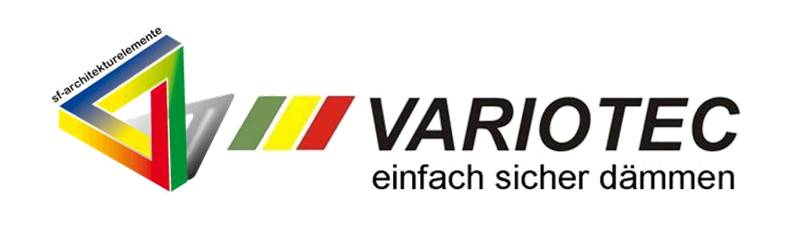 sf-architekturelemente
VARIOTEC
einfach sicher dämmen